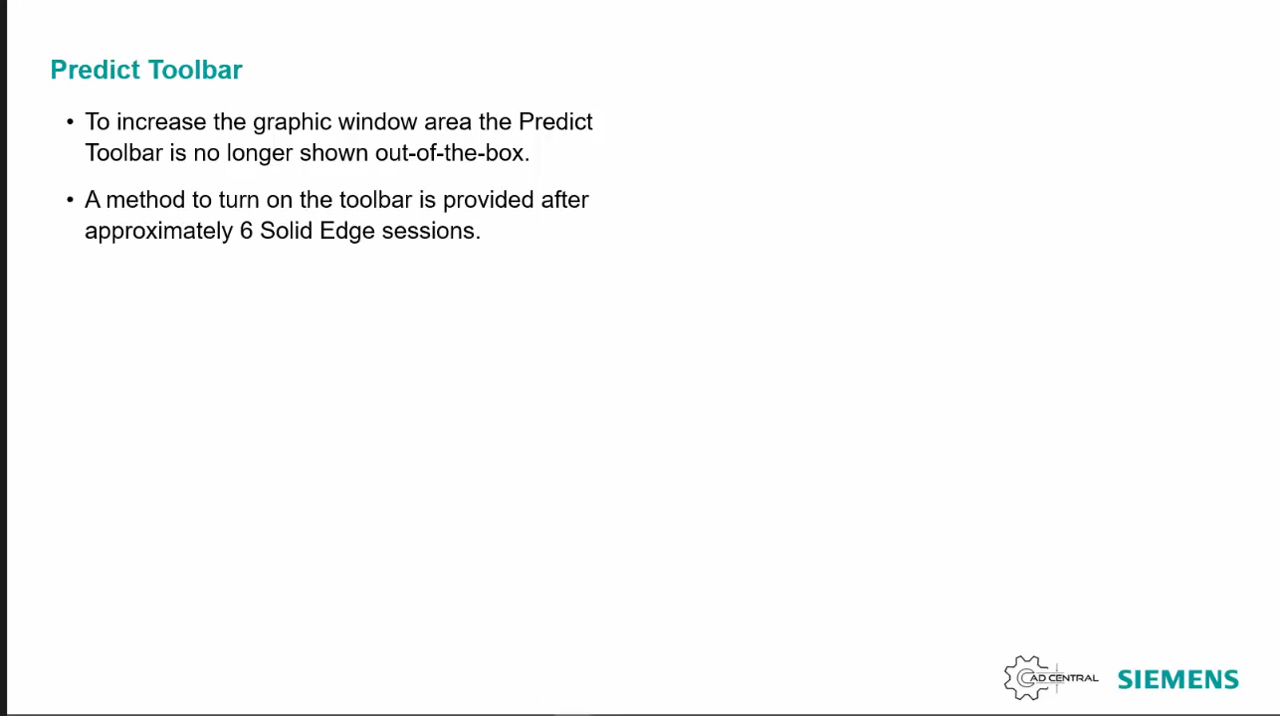 Predict Toolbar
• To increase the graphic window area the Predict
Toolbar is no longer shown out-of-the-box.
• A method to turn on the toolbar is provided after
approximately 6 Solid Edge sessions.
CAD CENTRAL
SIEMENS